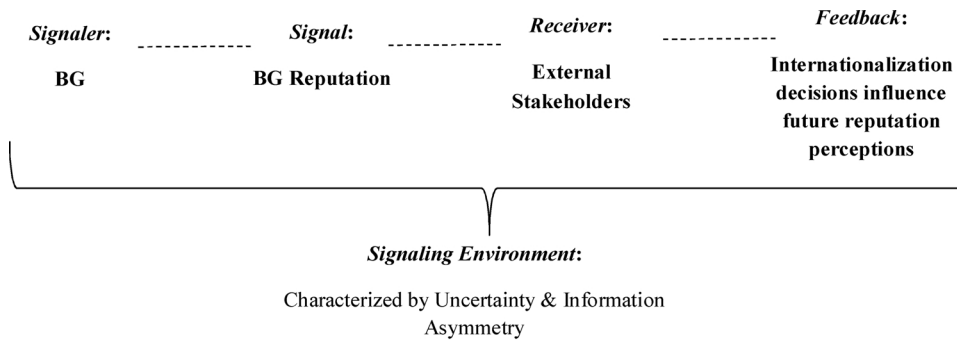 Signaler:
BG
Signal:
BG Reputation
Receiver:
External
Stakeholders
Feedback:
Internationalization
decisions influence
future reputation
perceptions
Signaling Environment:
Characterized by Uncertainty & Information
Asymmetry